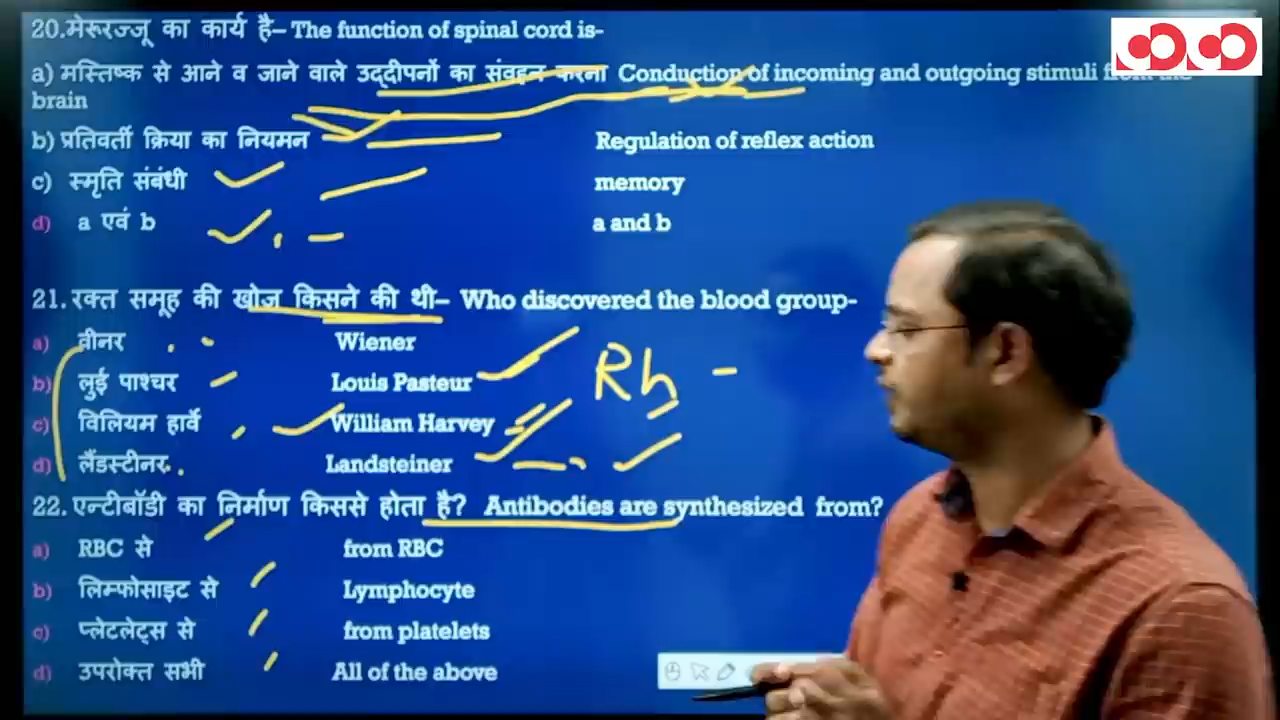 20.मेरूरज्जू का कार्य है– The function of spinal cord is-
a) मस्तिष्क से आने व जाने वाले उद्दीपनों का संवहन करना Conduction of incoming and outgoing stimuli from the
brain
b) प्रतिवर्ती क्रिया का नियमन Regulation of reflex action
c) स्मृति संबंधी memory
d) a एवं b a and b
21. रक्त समूह की खोज किसने की थी– Who discovered the blood group-
a) वीनर Wiener
b) लुई पाश्चर Louis Pasteur Rh -
c) विलियम हार्वे William Harvey
d) लैंडस्टीनर Landsteiner
22. एन्टीबॉडी का निर्माण किससे होता है? Antibodies are synthesized from?
a) RBC से from RBC
b) लिम्फोसाइट से Lymphocyte
c) प्लेटलेट्स से from platelets
d) उपरोक्त सभी All of the above